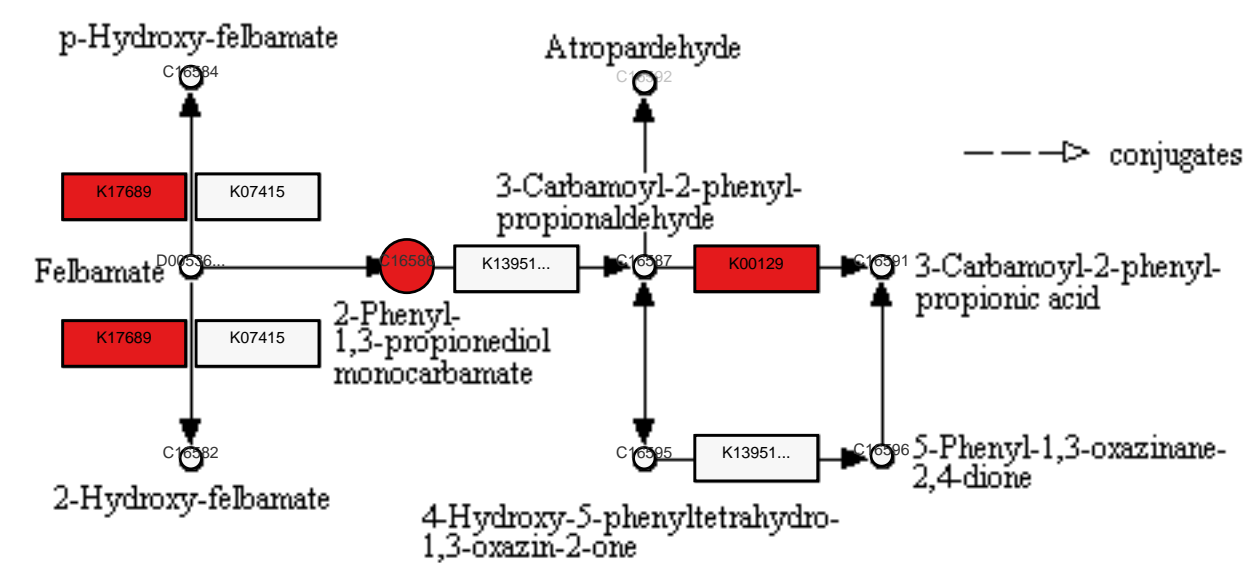 p-Hydroxy-felbamate
C16584
Atropardehyde
C16592
conjugates
K17689
K07415
3-Carbamoyl-2-phenyl-
propionaldehyde
Felbamate
D00536...
C16586
K13951...
C16587
K00129
C16591
3-Carbamoyl-2-phenyl-
propionic acid
2-Phenyl-
1,3-propionediol
monocarbamate
K17689
K07415
C16582
2-Hydroxy-felbamate
C16595
K13951...
C16596
5-Phenyl-1,3-oxazinane-
2,4-dione
4-Hydroxy-5-phenyltetrahydro-
1,3-oxazin-2-one